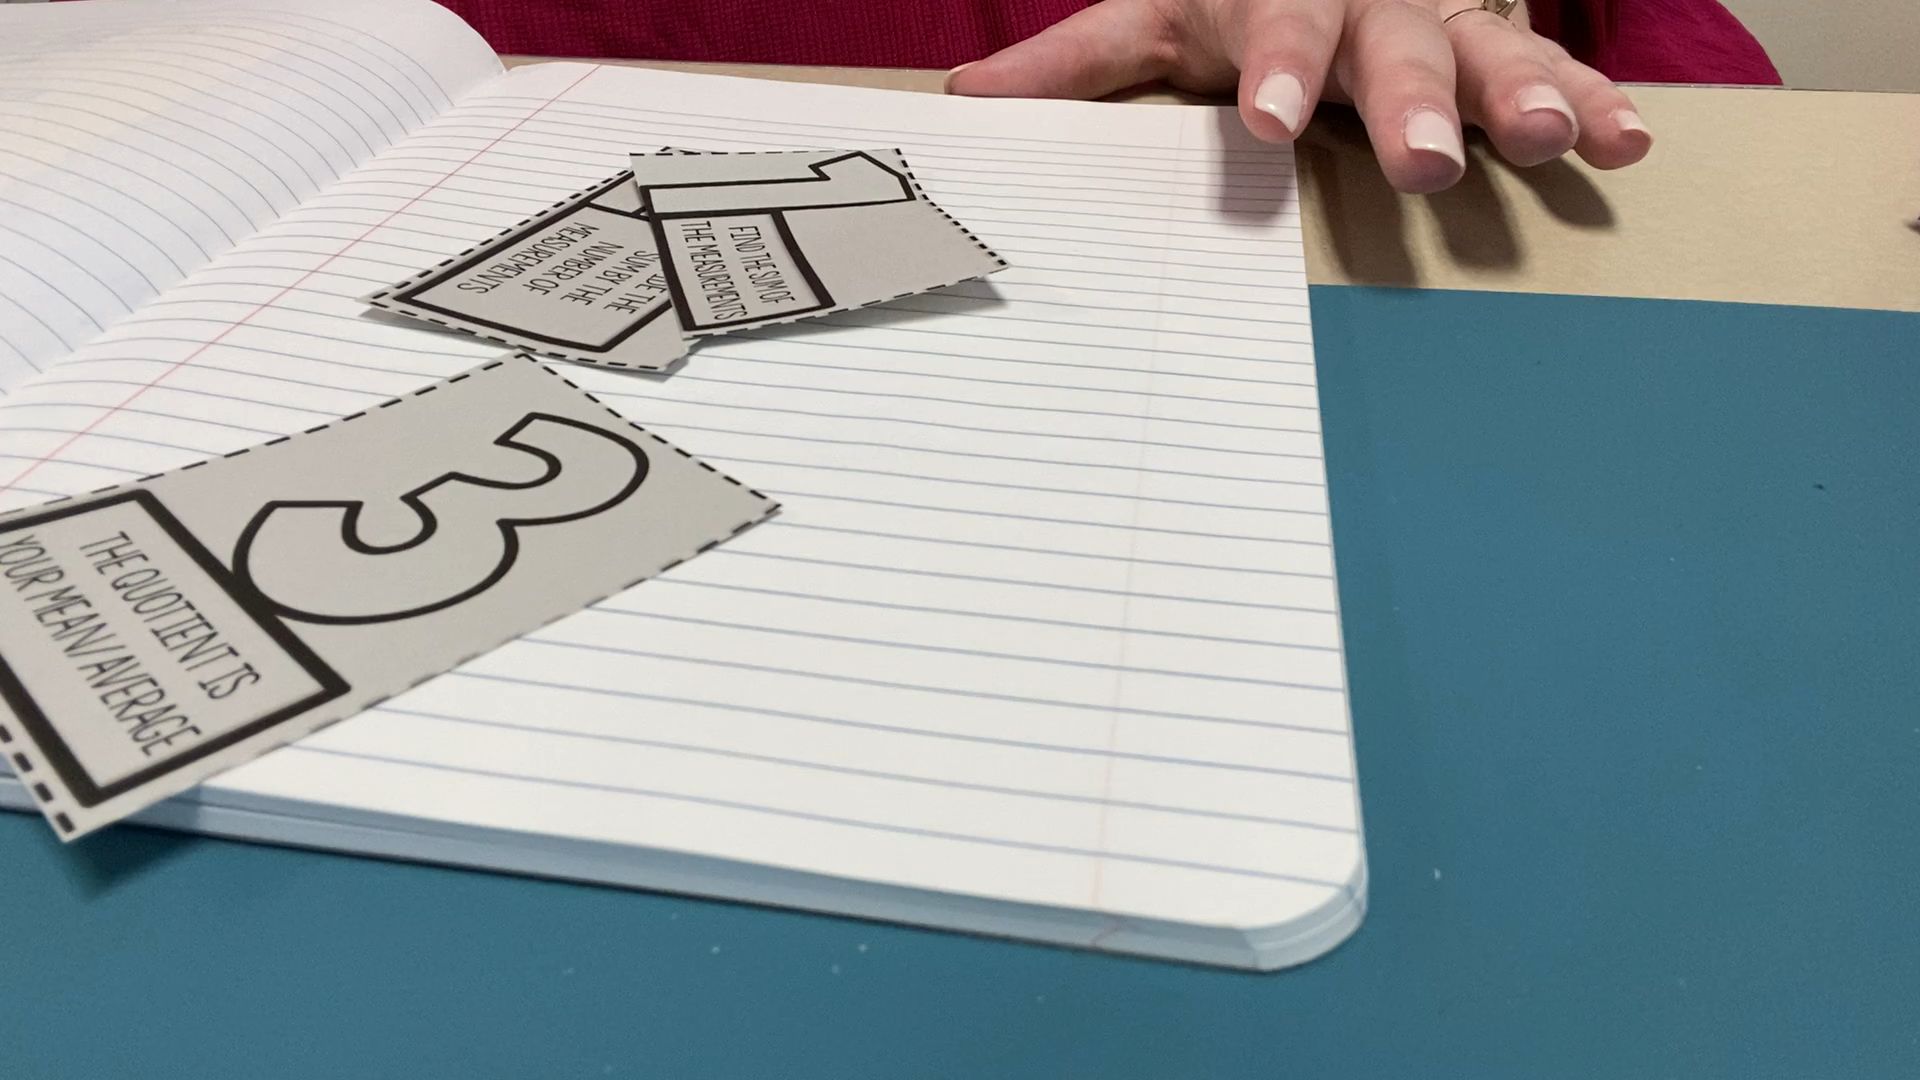 1
FIND THE SUM OF
THE MEASUREMENTS
THE
SUM BY THE
NUMBER OF
MEASUREMENTS
3
THE QUOTIENT IS
YOUR MEAN/AVERAGE